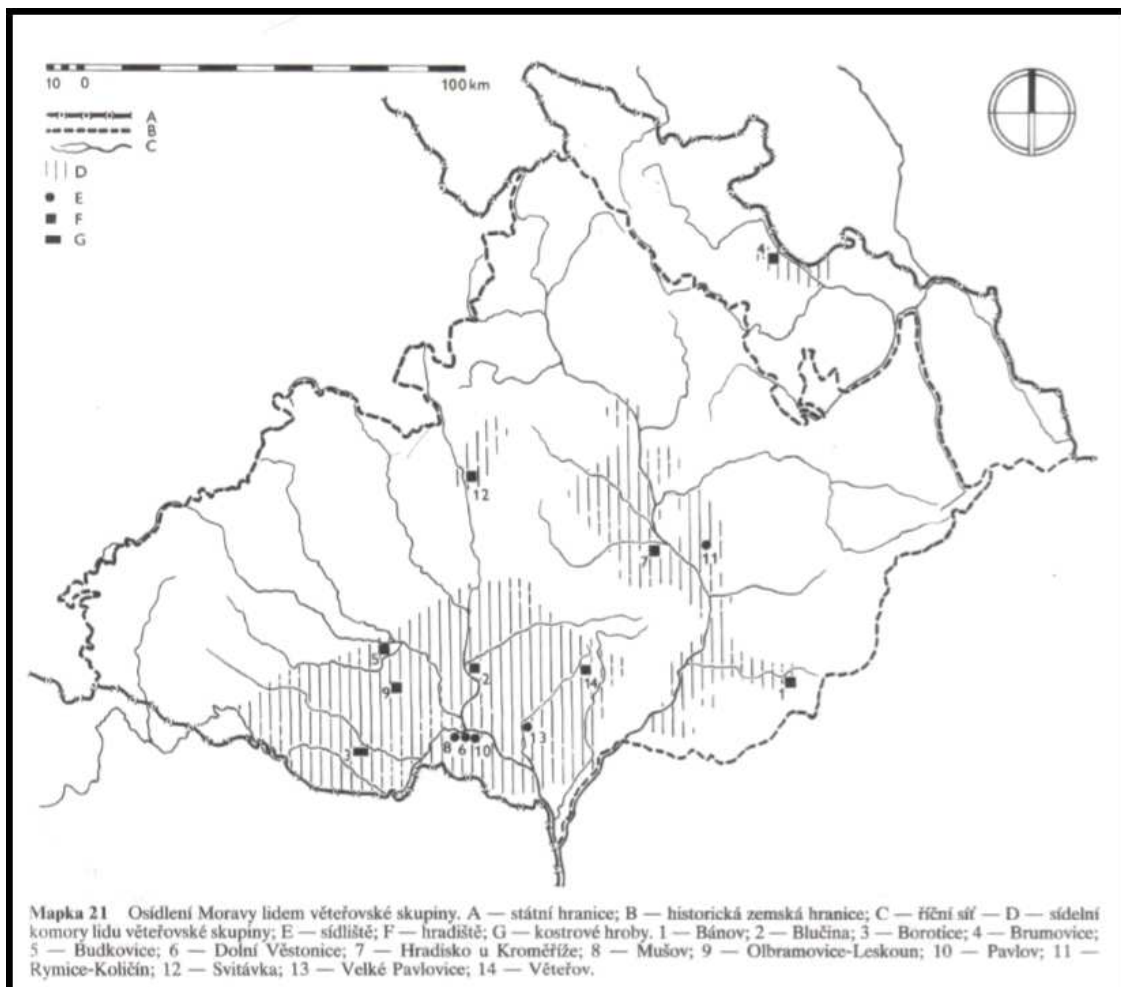 10 0 100 km
A
B
C
D
E
F
G
4
12
11
7
5
2
14
1
9
13
3
8 6 10
Mapka 21 Osídlení Moravy lidem věteřovské skupiny. A — státní hranice; B — historická zemská hranice; C — říční síť — D — sídelní
komory lidu věteřovské skupiny; E — sídliště; F — hradiště; G — kostrové hroby. 1 — Bánov; 2 — Blučina; 3 — Borotice; 4 — Brumovice;
5 — Budkovice; 6 — Dolní Věstonice; 7 — Hradisko u Kroměříže; 8 — Mušov; 9 — Olbramovice-Leskoun; 10 — Pavlov; 11 —
Rymice-Količín; 12 — Svitávka; 13 — Velké Pavlovice; 14 — Věteřov.